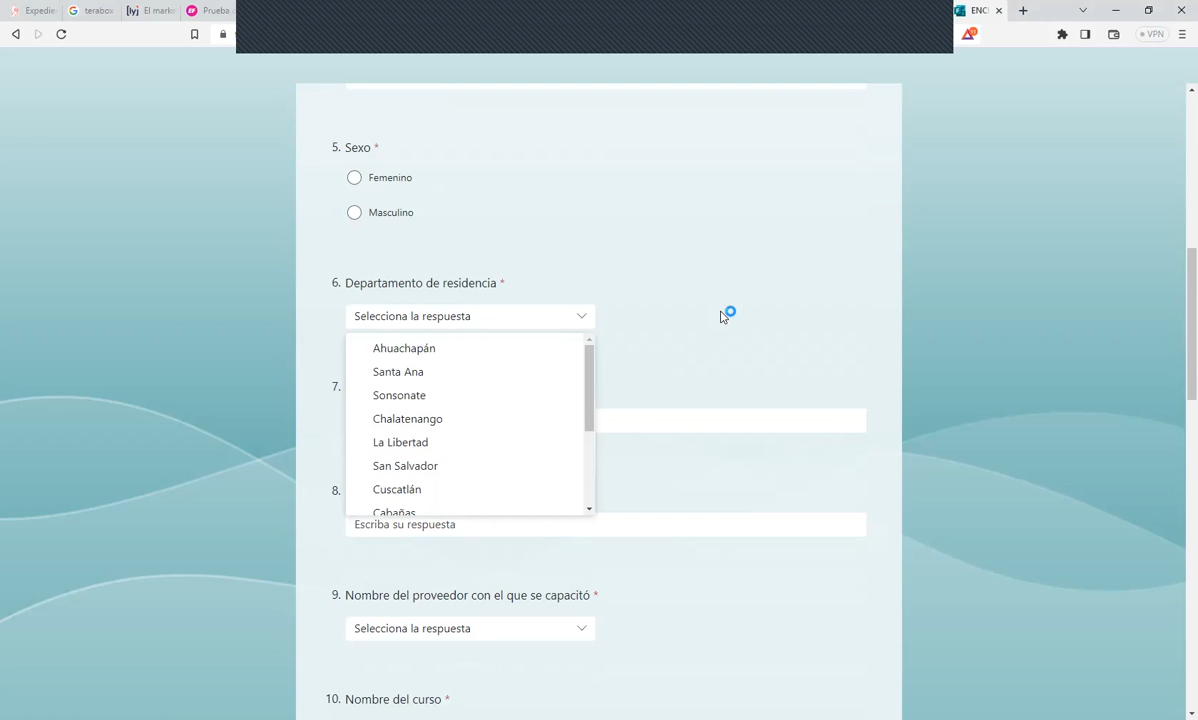 Expedie
terabox
El mark
Prueba
ENC
VPN
5. Sexo *
Femenino
Masculino
6. Departamento de residencia *
Selecciona la respuesta
Ahuachapán
Santa Ana
7.
Sonsonate
Chalatenango
La Libertad
San Salvador
8.
Cuscatlán
Cabañas
Escriba su respuesta
9. Nombre del proveedor con el que se capacitó *
Selecciona la respuesta
10. Nombre del curso *